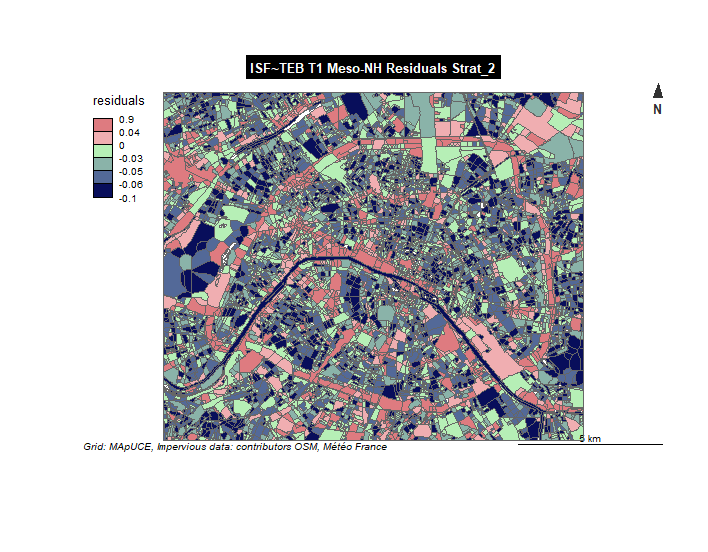 ISF~TEB T1 Meso-NH Residuals Strat_2
residuals
N
0.9
0.04
0
-0.03
-0.05
-0.06
-0.1
5 km
Grid: MApUCE, Impervious data: contributors OSM, Météo France